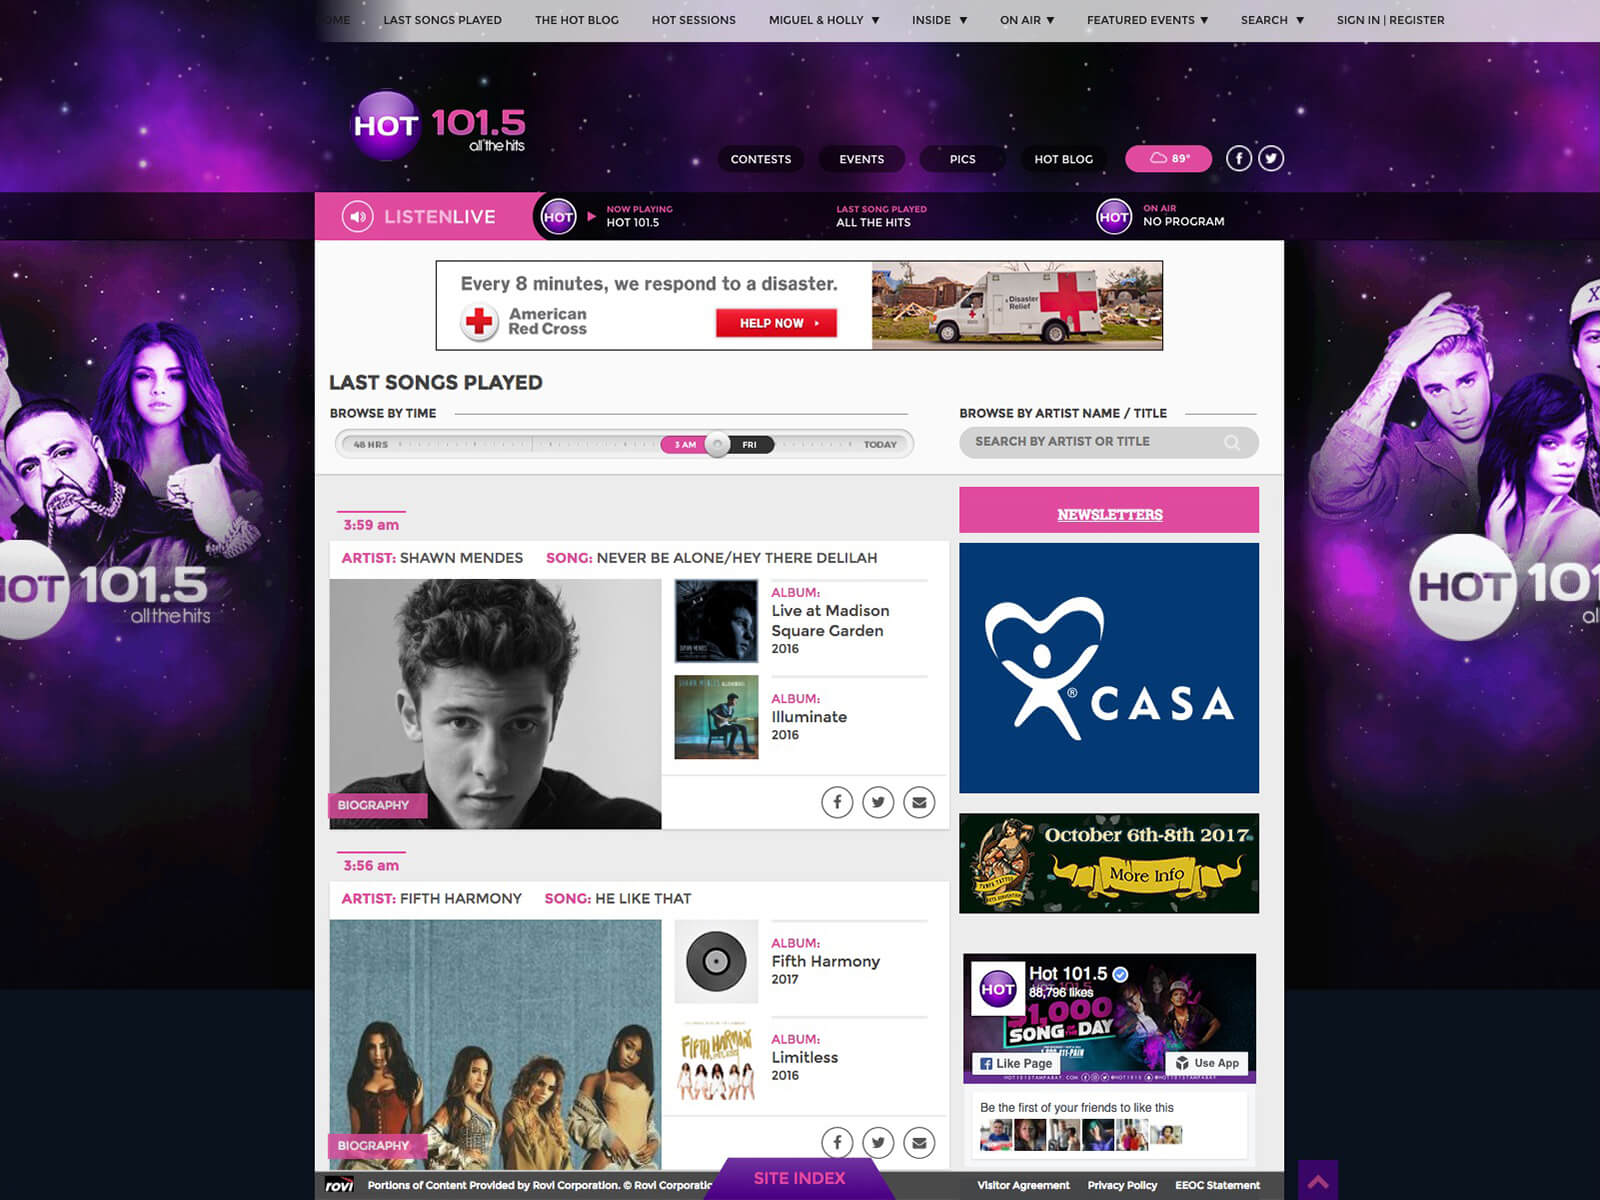 OME LAST SONGS PLAYED THE HOT BLOG HOT SESSIONS MIGUEL & HOLLY INSIDE ON AIR FEATURED EVENTS SEARCH SIGN IN | REGISTER
HOT 101.5
all the hits
CONTESTS EVENTS PICS HOT BLOG 89°
LISTENLIVE
HOT
NOW PLAYING
HOT 101.5
LAST SONG PLAYED
ALL THE HITS
HOT
ON AIR
NO PROGRAM
Every 8 minutes, we respond to a disaster.
American
Red Cross
HELP NOW
Disaster
Relief
LAST SONGS PLAYED
BROWSE BY TIME
48 HRS 3 AM FRI TODAY
BROWSE BY ARTIST NAME / TITLE
SEARCH BY ARTIST OR TITLE
HOT 101.5
all the hits
HOT 101
al
3:59 am
ARTIST: SHAWN MENDES SONG: NEVER BE ALONE/HEY THERE DELILAH
ALBUM:
Live at Madison
Square Garden
2016
SHAWN MENDES
ALBUM:
Illuminate
2016
BIOGRAPHY
3:56 am
ARTIST: FIFTH HARMONY SONG: HE LIKE THAT
ALBUM:
Fifth Harmony
2017
FIFTH HARMONY
ALBUM:
Limitless
2016
BIOGRAPHY
NEWSLETTERS
® CASA
October 6th-8th 2017
More Info
TAMPA TATTOO
HOT
Hot 101.5
88,796 likes
$1,000
SONG OF THE DAY
Like Page
Use App
Be the first of your friends to like this
rovi Portions of Content Provided by Rovi Corporation. © Rovi Corporatio
SITE INDEX
Visitor Agreement Privacy Policy EEOC Statement